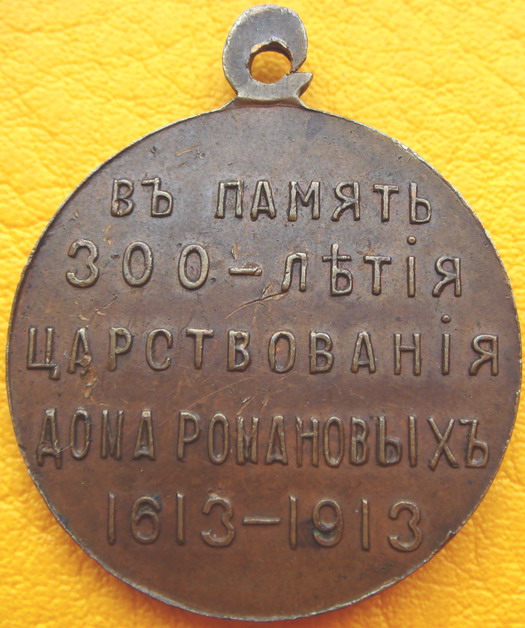 ВЪ ПАМЯТЬ
300-ЛѢТІЯ
ЦАРСТВОВАНІЯ
ДОМА РОМАНОВЫХЪ
1613-1913